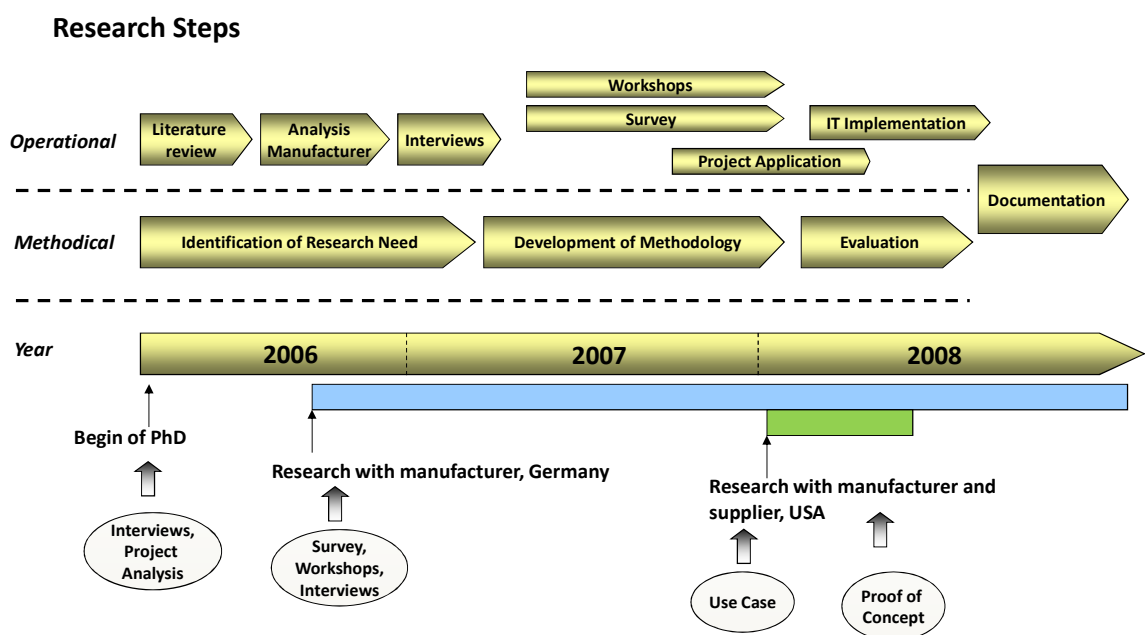 Research Steps
Workshops
Survey
Operational
Literature
review
Analysis
Manufacturer
Interviews
IT Implementation
Project Application
Documentation
Methodical
Identification of Research Need
Development of Methodology
Evaluation
Year
2006
2007
2008
Begin of PhD
Research with manufacturer, Germany
Research with manufacturer and
supplier, USA
Interviews,
Project
Analysis
Survey,
Workshops,
Interviews
Use Case
Proof of
Concept